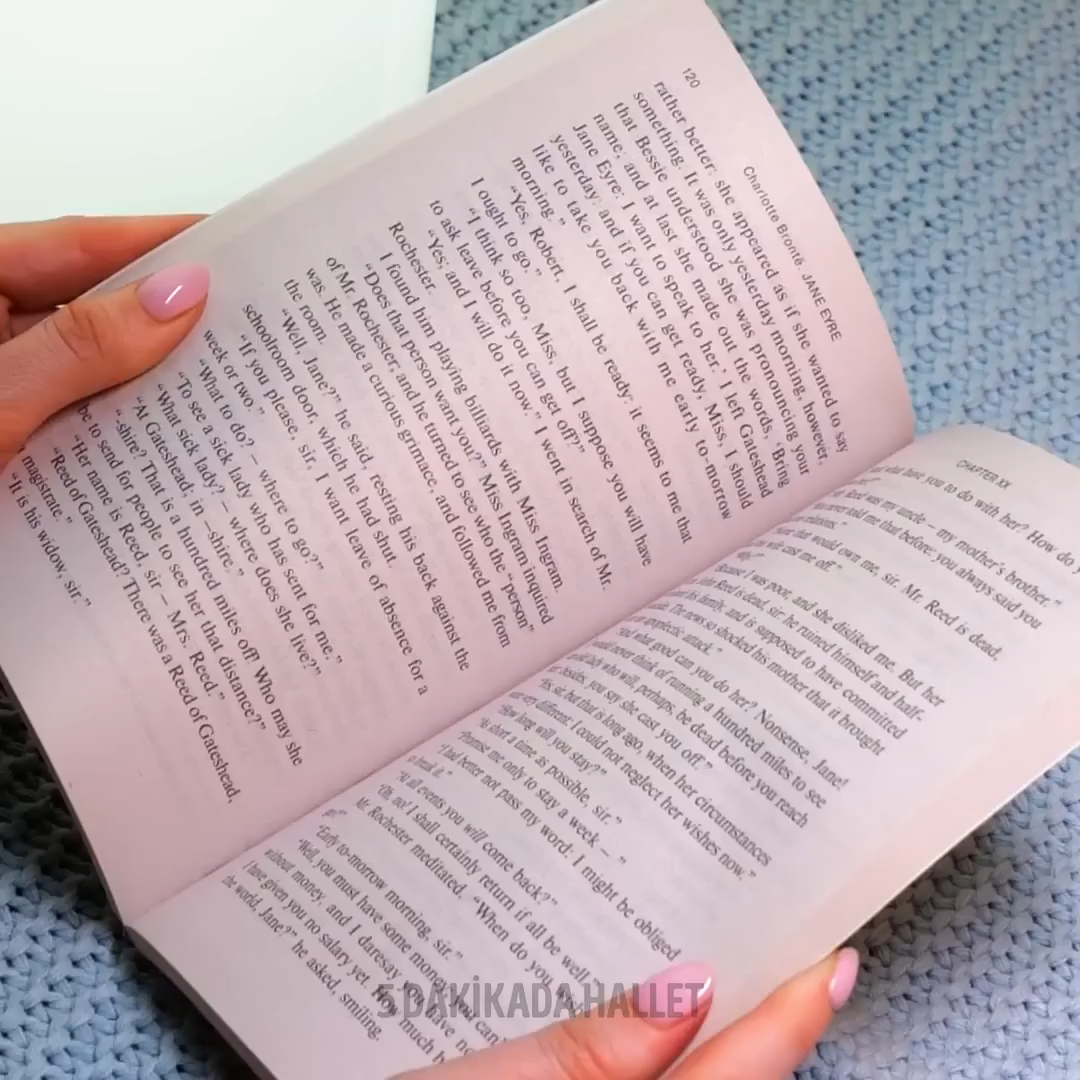 120
Charlotte Brontë. JANE EYRE
rather better: she appeared as if she wanted to say
something. It was only yesterday morning, however,
that Bessie understood she was pronouncing your
name; and at last she made out the words, ‘Bring
Jane Eyre: I want to speak to her.’ I left Gateshead
yesterday: and if you can get ready, Miss, I should
like to take you back with me early to-morrow
morning.”
“Yes, Robert, I shall be ready: it seems to me that
I ought to go.”
“I think so too, Miss, but I suppose you will have
to ask leave before you can get off?”
“Yes; and I will do it now.” I went in search of Mr.
Rochester.
I found him playing billiards with Miss Ingram.
“Does that person want you?” Miss Ingram inquired
of Mr. Rochester; and he turned to see who the “person”
was. He made a curious grimace, and followed me from
the room.
“Well, Jane?” he said, resting his back against the
schoolroom door, which he had shut.
“If you please, sir, I want leave of absence for a
week or two.”
“What to do? – where to go?”
“To see a sick lady who has sent for me.”
“What sick lady? – where does she live?”
“At Gateshead; in –shire.”
“-shire? That is a hundred miles off! Who may she
be to send for people to see her that distance?”
“Her name is Reed, sir – Mrs. Reed.”
“Reed of Gateshead? There was a Reed of Gateshead,
magistrate.”
“It is his widow, sir.”
CHAPTER XX
what have you to do with her? How do
Reed was my uncle – my mother’s brother.”
never told me that before: you always said you
that would own me, sir. Mr. Reed is dead,
wife cast me off.”
Because I was poor, and she disliked me. But her
John Reed is dead, sir: he ruined himself and half-
his family, and is supposed to have committed
The news so shocked his mother that it brought
an apoplectic attack.”
“And what good can you do her? Nonsense, Jane!
would never think of running a hundred miles to see
old lady who will, perhaps, be dead before you reach
besides, you say she cast you off.”
“Yes, sir, but that is long ago; when her circumstances
were very different: I could not neglect her wishes now.”
“How long will you stay?”
“As short a time as possible, sir.”
“Promise me only to stay a week – ”
“I had better not pass my word: I might be obliged
to break it.”
“At all events you will come back?”
“Oh, no! I shall certainly return if all be well
Mr. Rochester meditated. “When do you wish
go?”
“Early to-morrow morning, sir.”
“Well, you must have some money;
without money, and I daresay you have
I have given you no salary yet. How much
the world, Jane?” he asked, smiling.
5 DAKİKADA HALLET